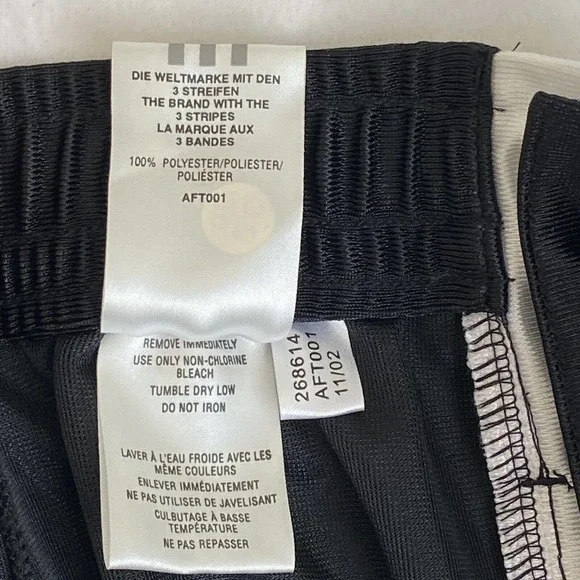 DIE WELTMARKE MIT DEN
3 STREIFEN
THE BRAND WITH THE
3 STRIPES
LA MARQUE AUX
3 BANDES
100% POLYESTER/POLIESTER/
POLIÉSTER
AFT001
REMOVE IMMEDIATELY
USE ONLY NON-CHLORINE
BLEACH
TUMBLE DRY LOW
DO NOT IRON
LAVER À L'EAU FROIDE AVEC LES
MÊME COULEURS
ENLEVER IMMÉDIATEMENT
NE PAS UTILISER DE JAVELISANT
CULBUTAGE À BASSE
TEMPÉRATURE
NE PAS REPASSER
268614
AFT001
11/02